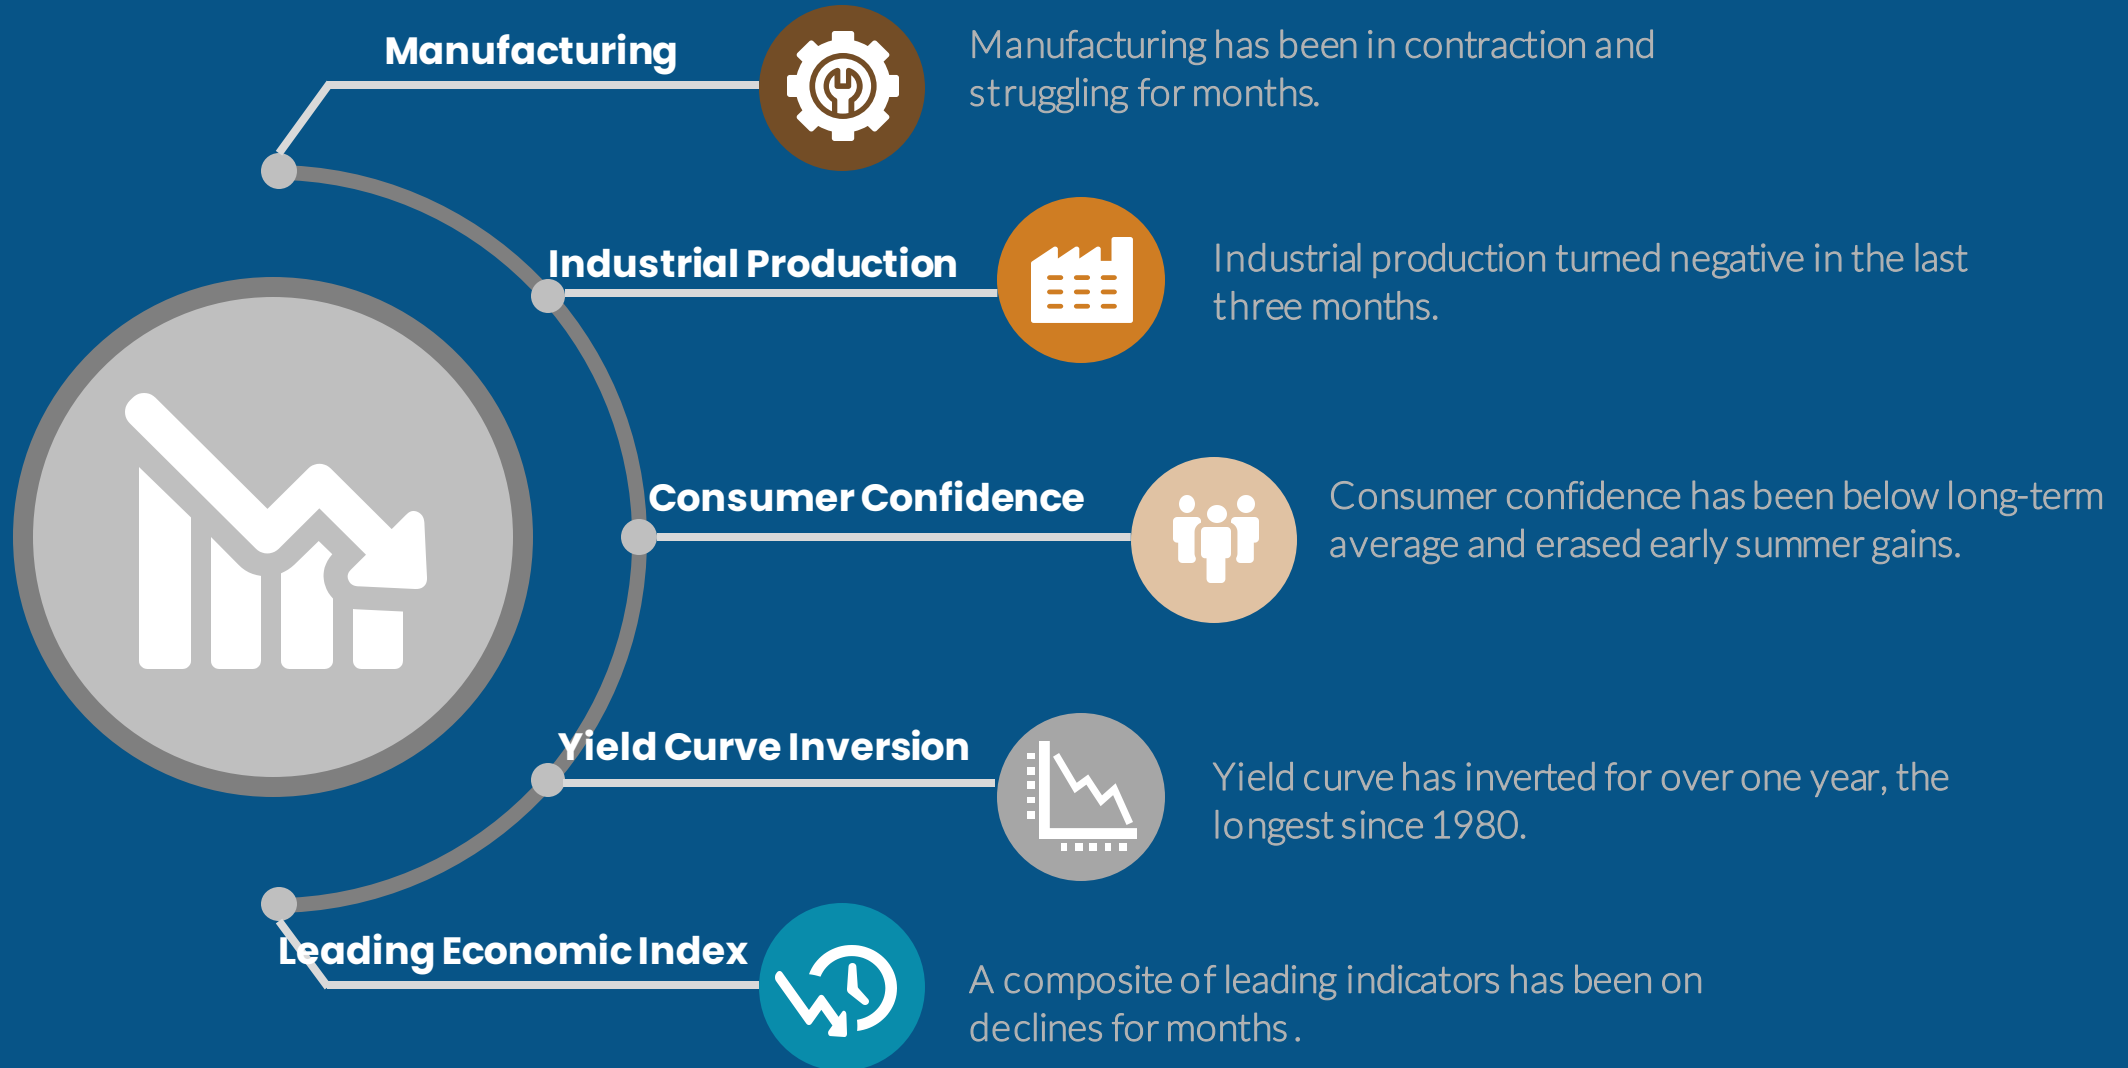 Manufacturing
Manufacturing has been in contraction and
struggling for months.
Industrial Production
Industrial production turned negative in the last
three months.
Consumer Confidence
Consumer confidence has been below long-term
average and erased early summer gains.
Yield Curve Inversion
Yield curve has inverted for over one year, the
longest since 1980.
Leading Economic Index
A composite of leading indicators has been on
declines for months .